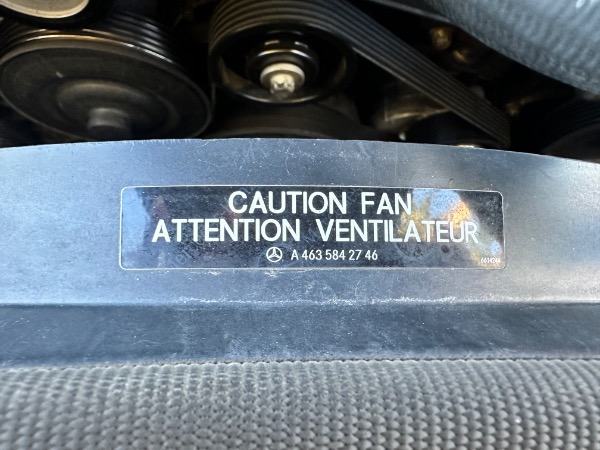 CAUTION FAN
ATTENTION VENTILATEUR
A 463 584 27 46